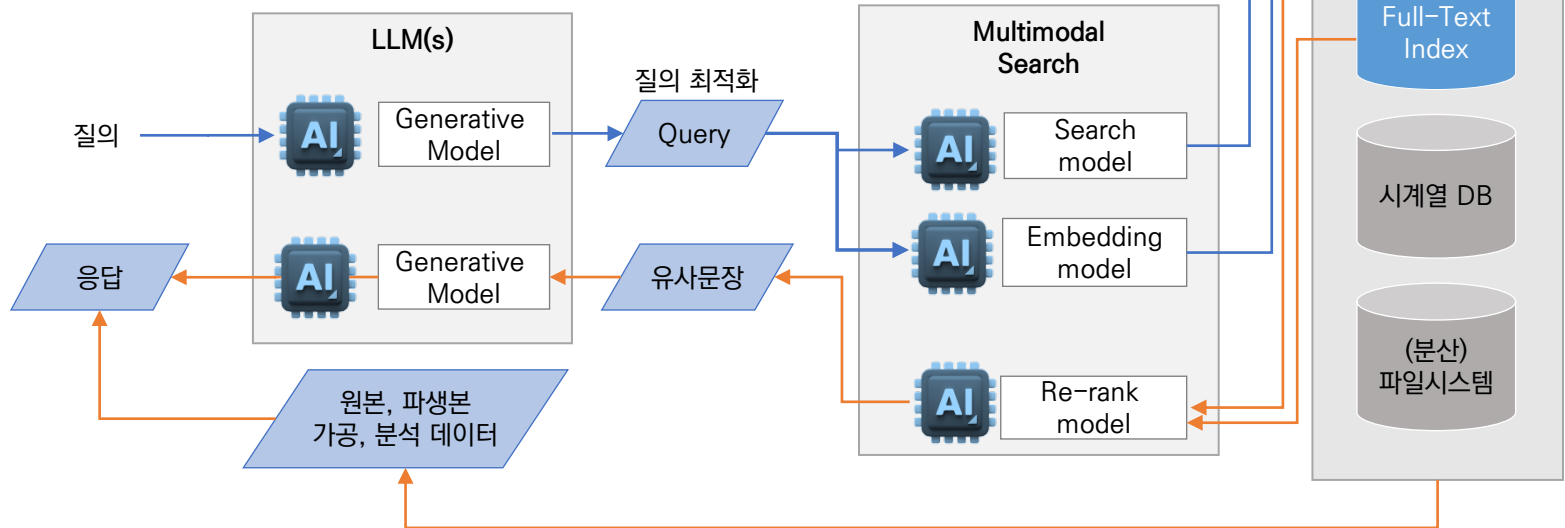 LLM(s)
Multimodal
Search
Full-Text
Index
질의 최적화
질의
AI
Generative
Model
Query
AI
Search
model
시계열 DB
AI
Embedding
model
응답
AI
Generative
Model
유사문장
(분산)
파일시스템
AI
Re-rank
model
원본, 파생본
가공, 분석 데이터